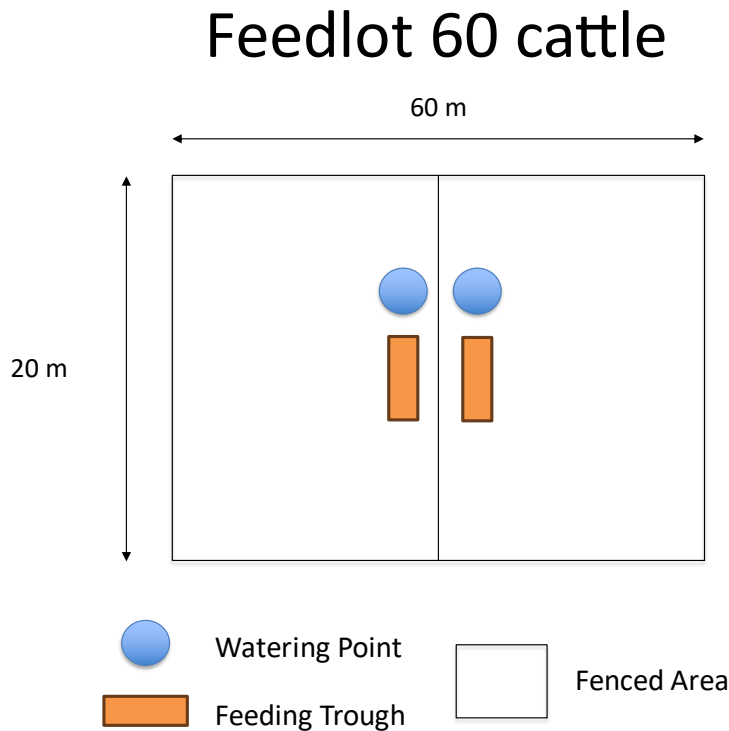 Feedlot 60 cattle
60 m
20 m
Watering Point
Fenced Area
Feeding Trough